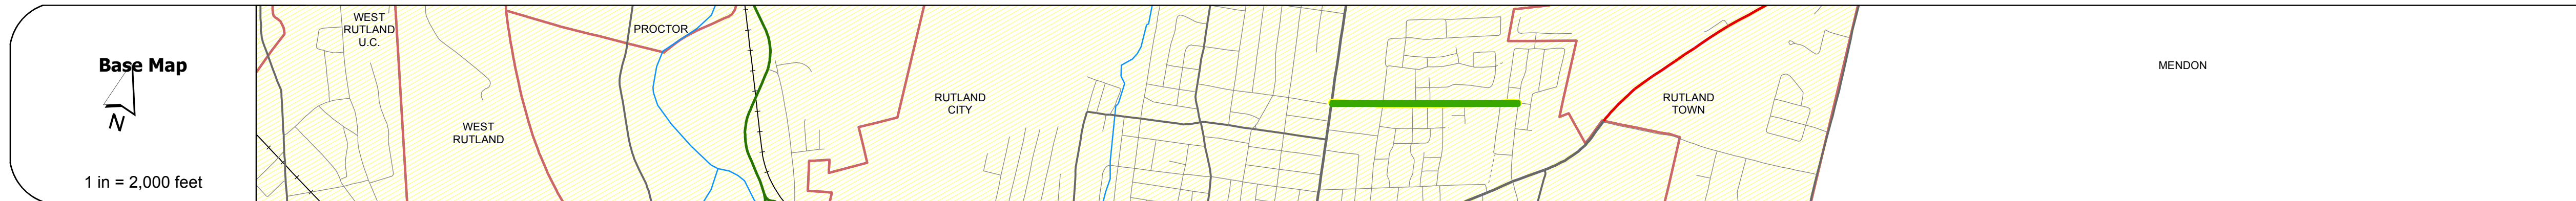 Base Map
N
1 in = 2,000 feet
WEST
RUTLAND
U.C.
WEST
RUTLAND
PROCTOR
RUTLAND
CITY
RUTLAND
TOWN
MENDON